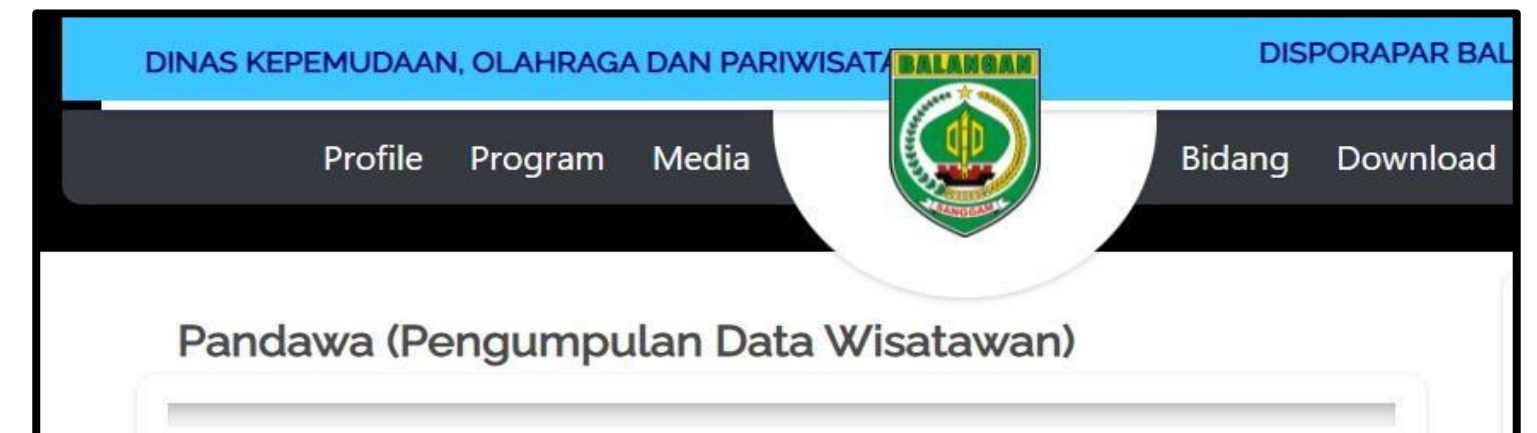 DINAS KEPEMUDAAN, OLAHRAGA DAN PARIWISATA
DISPORAPAR BAL
BALANGAN
Profile Program Media
SANGGAM
Bidang Download
Pandawa (Pengumpulan Data Wisatawan)